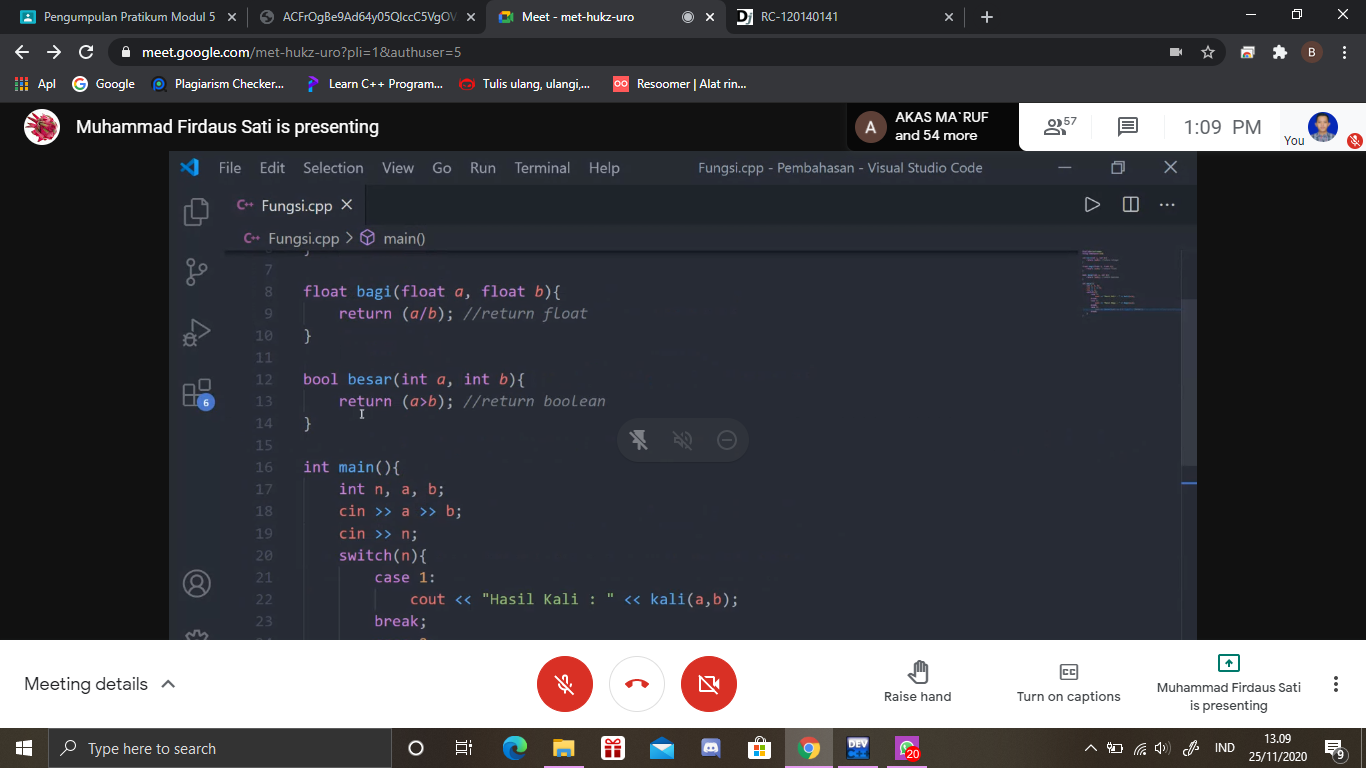 Pengumpulan Pratikum Modul 5
ACFrOgBe9Ad64y05QIccC5VgOV
Meet - met-hukz-uro
RC-120140141
meet.google.com/met-hukz-uro?pli=1&authuser=5
B
Apl
Google
Plagiarism Checker...
Learn C++ Program...
Tulis ulang, ulangi,...
Resoomer | Alat rin...
Muhammad Firdaus Sati is presenting
A
AKAS MA`RUF
and 54 more
57
1:09 PM
You
File Edit Selection View Go Run Terminal Help
Fungsi.cpp - Pembahasan - Visual Studio Code
C++ Fungsi.cpp
C++ Fungsi.cpp > main()
7
8 float bagi(float a, float b){
9 return (a/b); //return float
10 }
11
12 bool besar(int a, int b){
13 return (a>b); //return boolean
14 }
15
16 int main(){
17 int n, a, b;
18 cin >> a >> b;
19 cin >> n;
20 switch(n){
21 case 1:
22 cout << "Hasil Kali : " << kali(a,b);
23 break;
6
Meeting details
Raise hand
CC
Turn on captions
Muhammad Firdaus Sati
is presenting
Type here to search
DEV
20
IND
13.09
25/11/2020
9